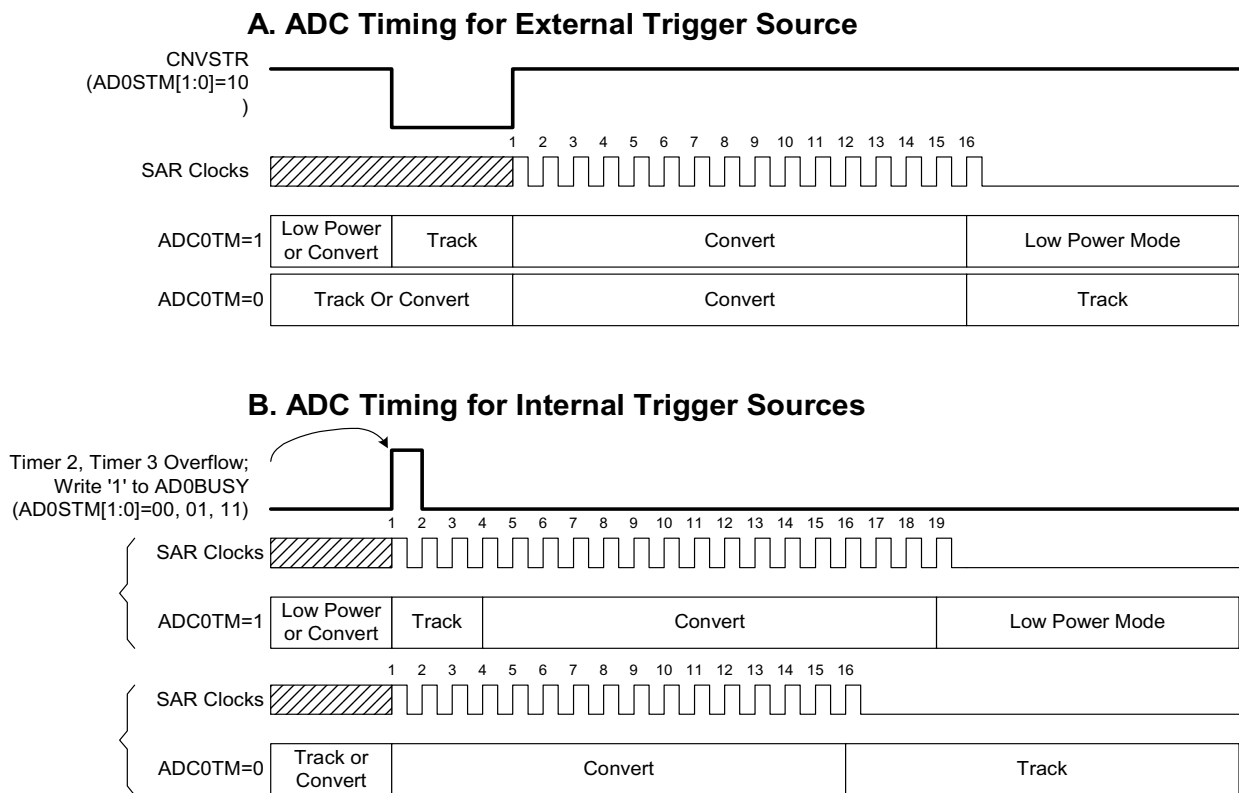 A. ADC Timing for External Trigger Source
CNVSTR
(AD0STM[1:0]=10
)
1 2 3 4 5 6 7 8 9 10 11 12 13 14 15 16
SAR Clocks
ADC0TM=1
Low Power
or Convert
Track
Convert
Low Power Mode
ADC0TM=0
Track Or Convert
Convert
Track
B. ADC Timing for Internal Trigger Sources
Timer 2, Timer 3 Overflow;
Write '1' to AD0BUSY
(AD0STM[1:0]=00, 01, 11)
1 2 3 4 5 6 7 8 9 10 11 12 13 14 15 16 17 18 19
SAR Clocks
ADC0TM=1
Low Power
or Convert
Track
Convert
Low Power Mode
1 2 3 4 5 6 7 8 9 10 11 12 13 14 15 16
SAR Clocks
ADC0TM=0
Track or
Convert
Convert
Track